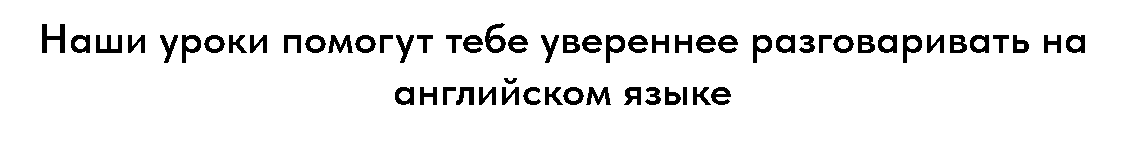 Наши уроки помогут тебе увереннее разговаривать на
английском языке